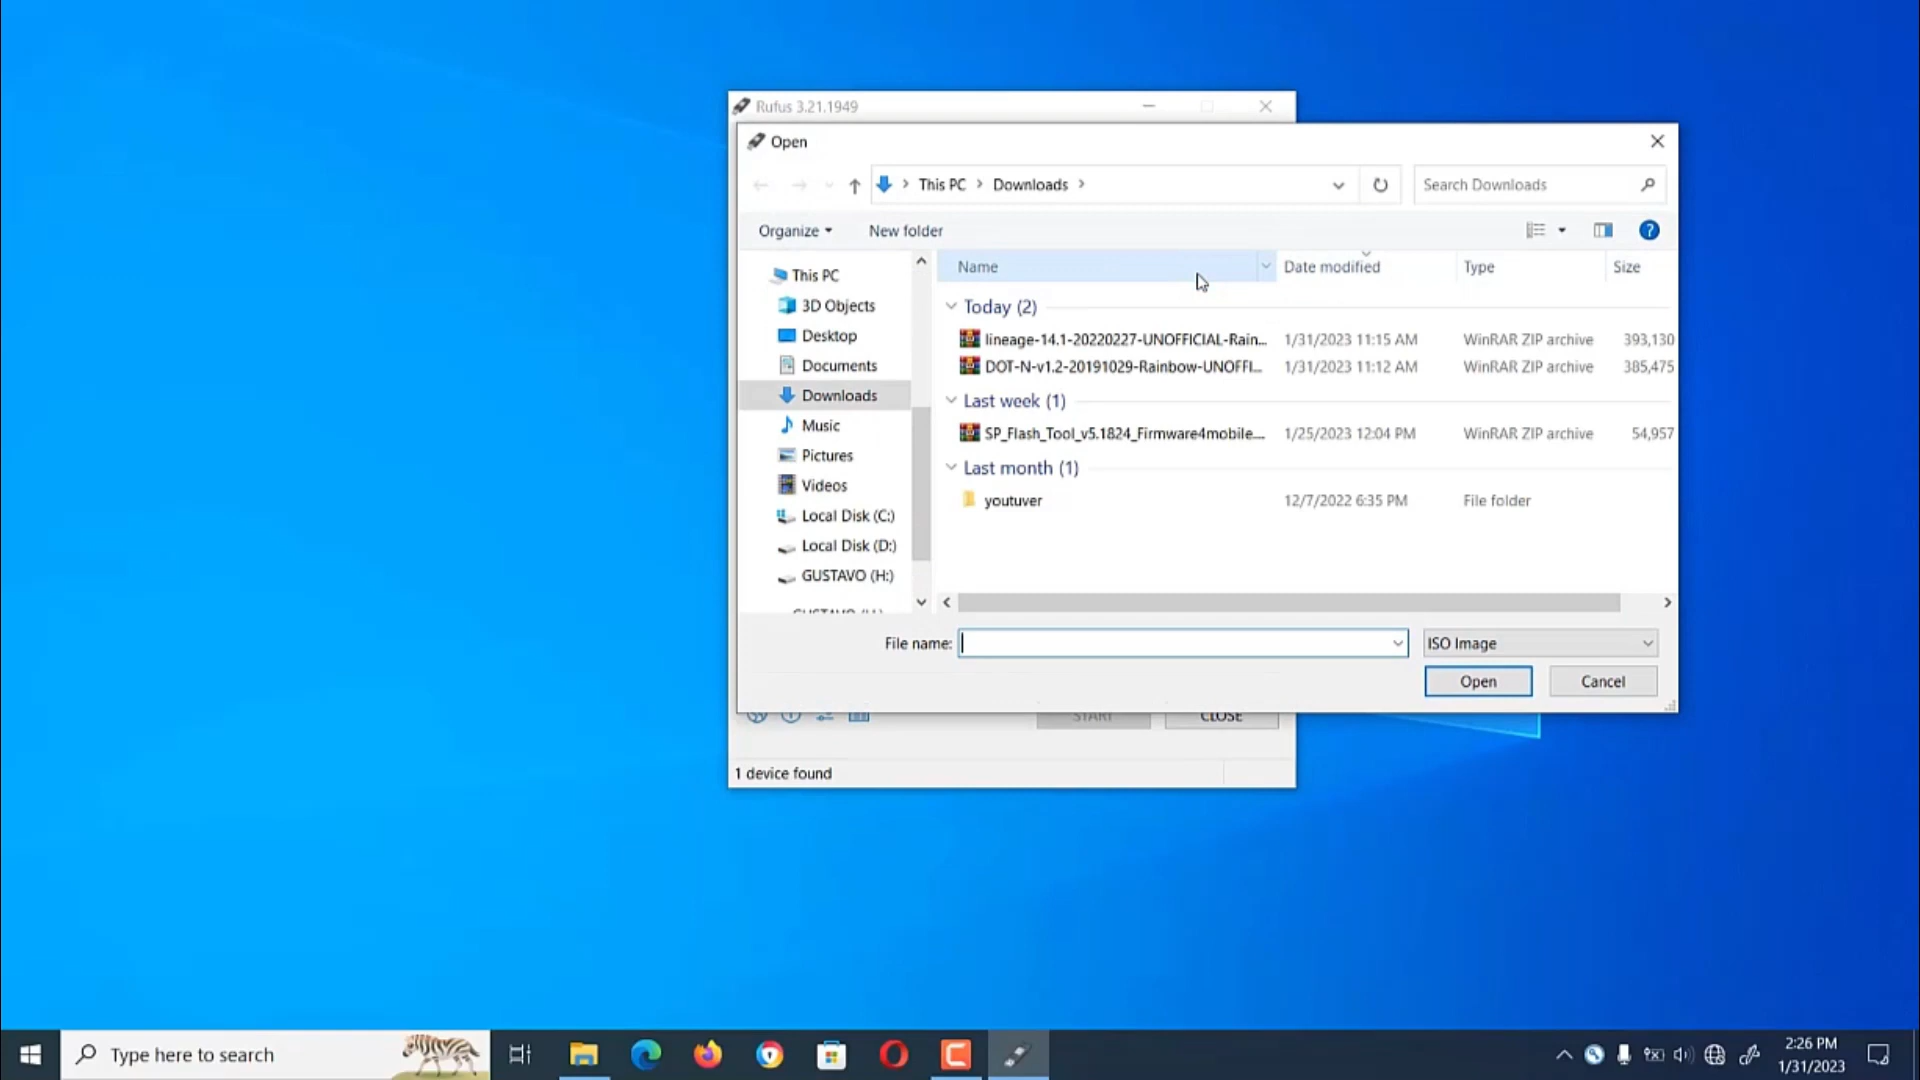 Rufus 3.21.1949
Open
This PC
Downloads
Search Downloads
Organize
New folder
Name
Date modified
Type
Size
This PC
3D Objects
Desktop
Documents
Downloads
Music
Pictures
Videos
Local Disk (C:)
Local Disk (D:)
GUSTAVO (H:)
Today (2)
lineage-14.1-20220227-UNOFFICIAL-Rain... 1/31/2023 11:15 AM WinRAR ZIP archive 393,130
DOT-N-v1.2-20191029-Rainbow-UNOFFI... 1/31/2023 11:12 AM WinRAR ZIP archive 385,475
Last week (1)
SP_Flash_Tool_v5.1824_Firmware4mobile.... 1/25/2023 12:04 PM WinRAR ZIP archive 54,957
Last month (1)
youtuver 12/7/2022 6:35 PM File folder
File name:
ISO Image
Open
Cancel
START
CLOSE
1 device found
Type here to search
2:26 PM
1/31/2023